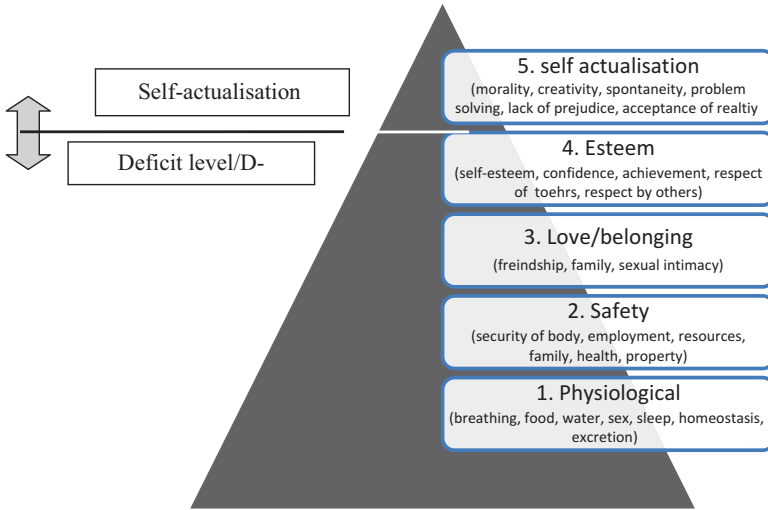 5. self actualisation
(morality, creativity, spontaneity, problem
solving, lack of prejudice, acceptance of realtiy
Self-actualisation
Deficit level/D-
4. Esteem
(self-esteem, confidence, achievement, respect
of toehrs, respect by others)
3. Love/belonging
(freindship, family, sexual intimacy)
2. Safety
(security of body, employment, resources,
family, health, property)
1. Physiological
(breathing, food, water, sex, sleep, homeostasis,
excretion)